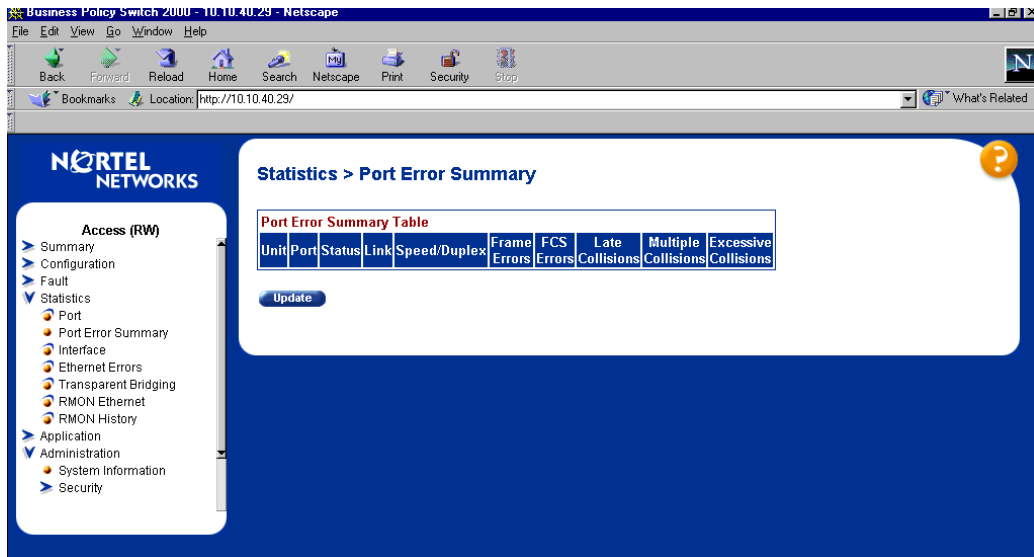 Business Policy Switch 2000 - 10.10.40.29 - Netscape
File Edit View Go Window Help
Back Forward Reload Home Search Netscape Print Security Stop
My
N
Bookmarks Location: http://10.10.40.29/ What's Related
NORTEL
NETWORKS
Statistics > Port Error Summary
?
Access (RW)
Summary
Configuration
Fault
Statistics
Port
Port Error Summary
Interface
Ethernet Errors
Transparent Bridging
RMON Ethernet
RMON History
Application
Administration
System Information
Security
Port Error Summary Table
Unit Port Status Link Speed/Duplex Frame Errors FCS Errors Late Collisions Multiple Collisions Excessive Collisions
Update